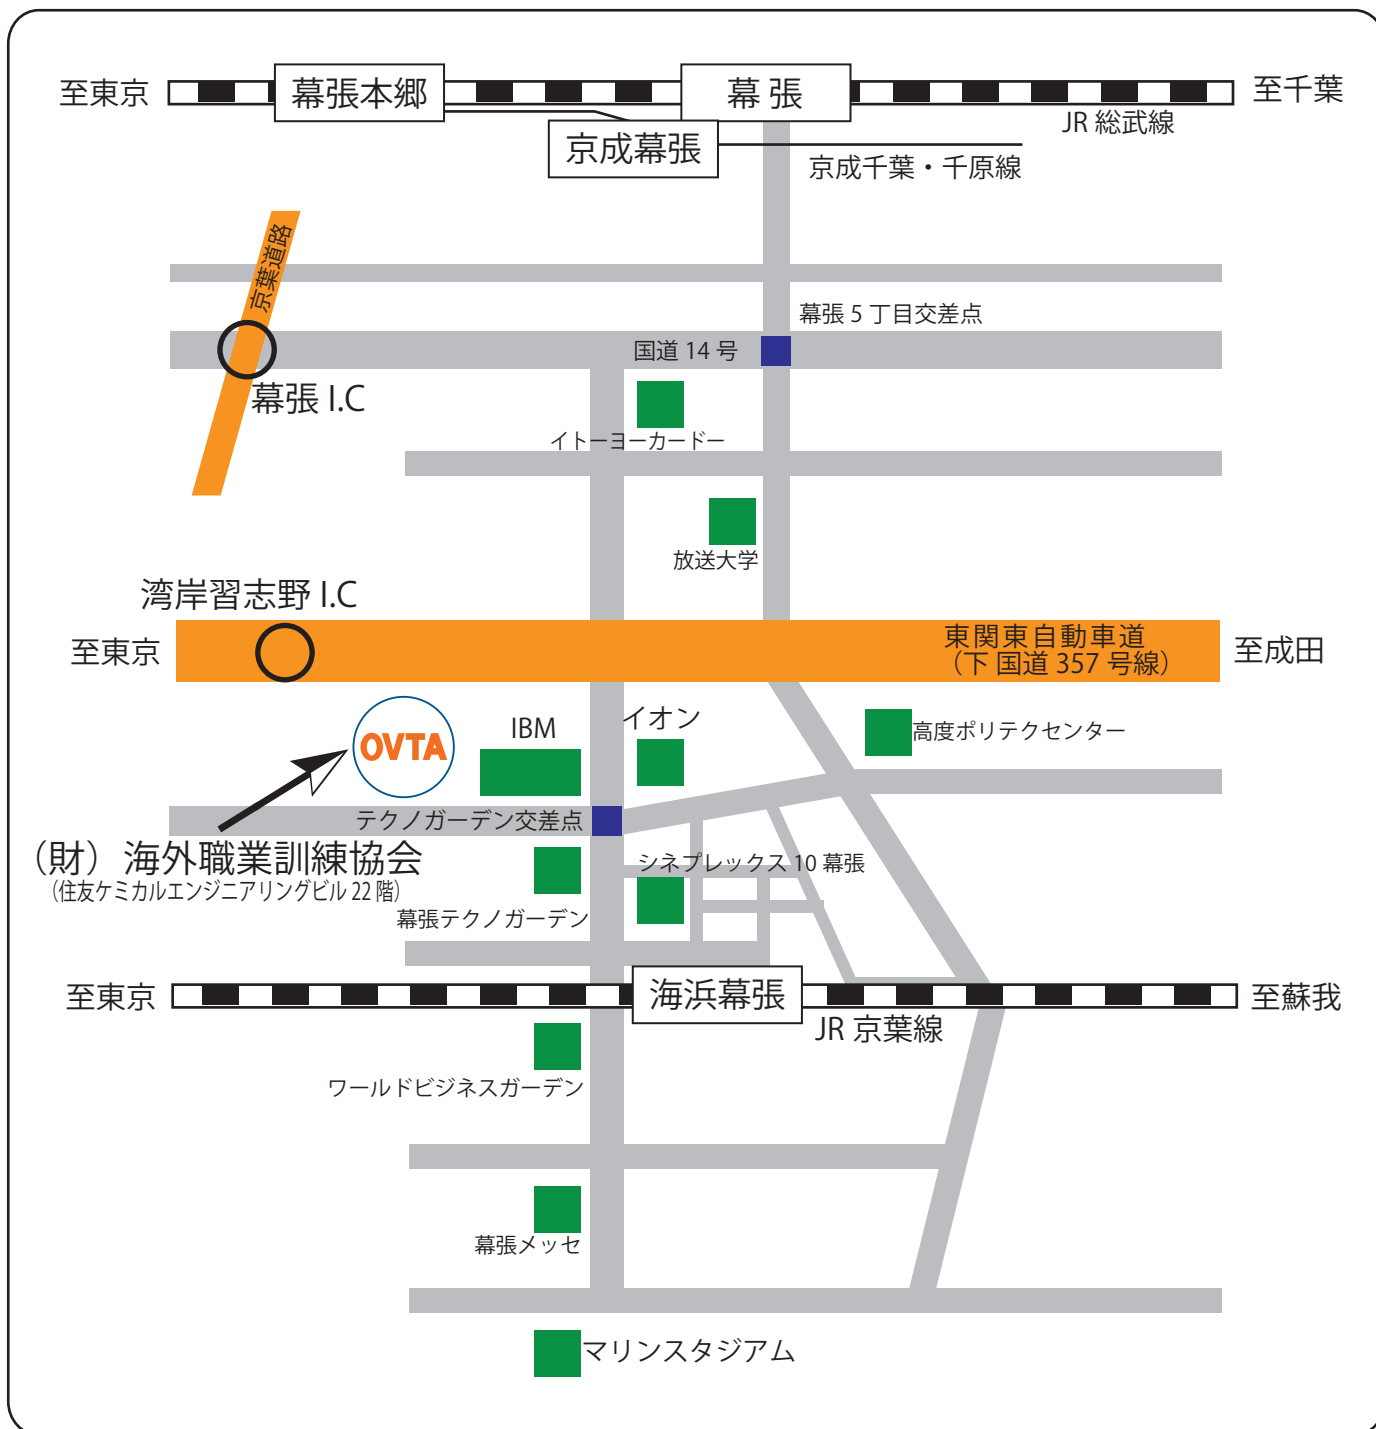 至東京
幕張本郷
幕 張
至千葉
JR 総武線
京成幕張
京成千葉・千原線
京葉道路
幕張 5 丁目交差点
国道 14 号
幕張 I.C
イトーヨーカードー
放送大学
湾岸習志野 I.C
至東京
東関東自動車道
（下 国道 357 号線）
至成田
OVTA
IBM
イオン
高度ポリテクセンター
テクノガーデン交差点
（財）海外職業訓練協会
（住友ケミカルエンジニアリングビル 22 階）
シネプレックス 10 幕張
幕張テクノガーデン
至東京
海浜幕張
至蘇我
JR 京葉線
ワールドビジネスガーデン
幕張メッセ
マリンスタジアム